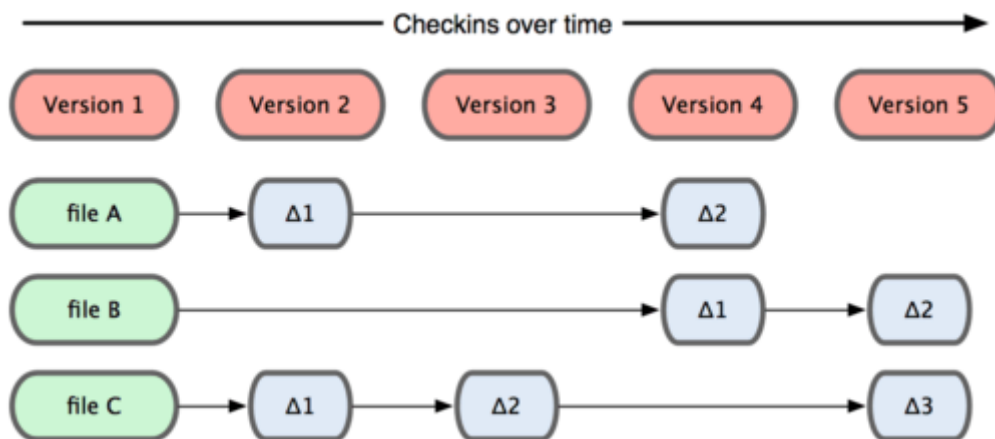 Checkins over time
Version 1 Version 2 Version 3 Version 4 Version 5
file A Δ1 Δ2
file B Δ1 Δ2
file C Δ1 Δ2 Δ3